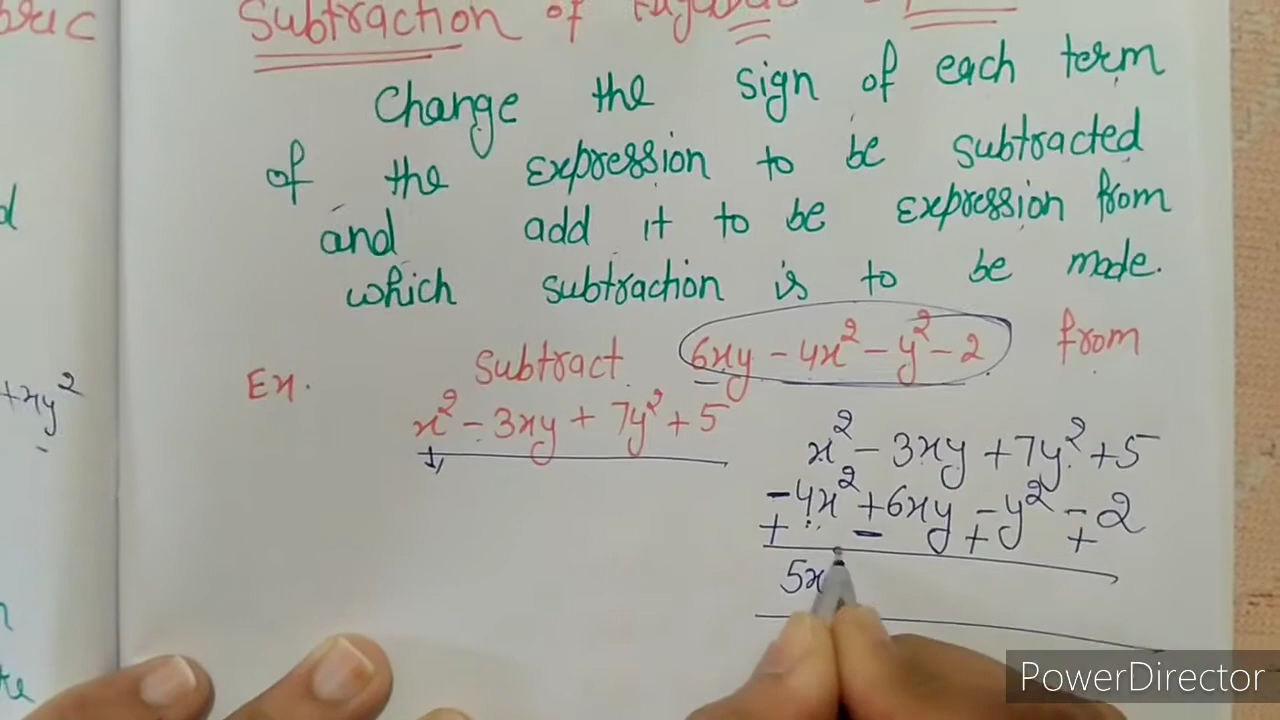 Subtraction of
Change the sign of each term
of the expression to be subtracted
and add it to be expression from
which subtraction is to be made.
Ex. Subtract 6xy - 4x² - y² - 2 from
x² - 3xy + 7y² + 5
x² - 3xy + 7y² + 5
-4x² + 6xy - y² - 2
+ - + +
5x
+xy²
PowerDirector